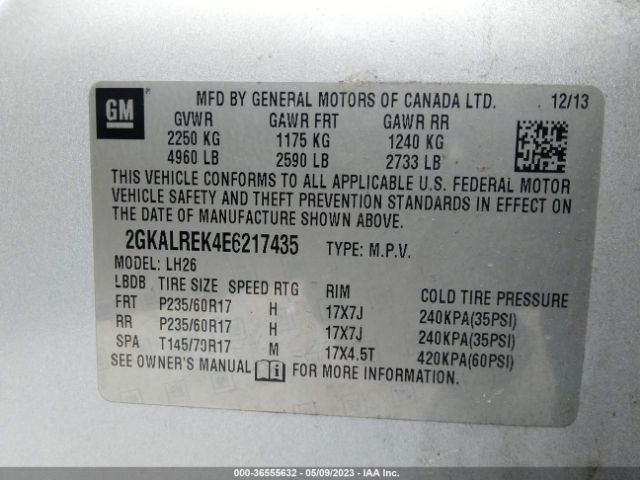 GM
MFD BY GENERAL MOTORS OF CANADA LTD. 12/13
GVWR GAWR FRT GAWR RR
2250 KG 1175 KG 1240 KG
4960 LB 2590 LB 2733 LB
THIS VEHICLE CONFORMS TO ALL APPLICABLE U.S. FEDERAL MOTOR
VEHICLE SAFETY AND THEFT PREVENTION STANDARDS IN EFFECT ON
THE DATE OF MANUFACTURE SHOWN ABOVE.
2GKALREK4E6217435 TYPE: M.P.V.
MODEL: LH26
LBDB TIRE SIZE SPEED RTG RIM COLD TIRE PRESSURE
FRT P235/60R17 H 17X7J 240KPA(35PSI)
RR P235/60R17 H 17X7J 240KPA(35PSI)
SPA T145/70R17 M 17X4.5T 420KPA(60PSI)
SEE OWNER'S MANUAL FOR MORE INFORMATION.
000-36555632 - 05/09/2023 - IAAI.com